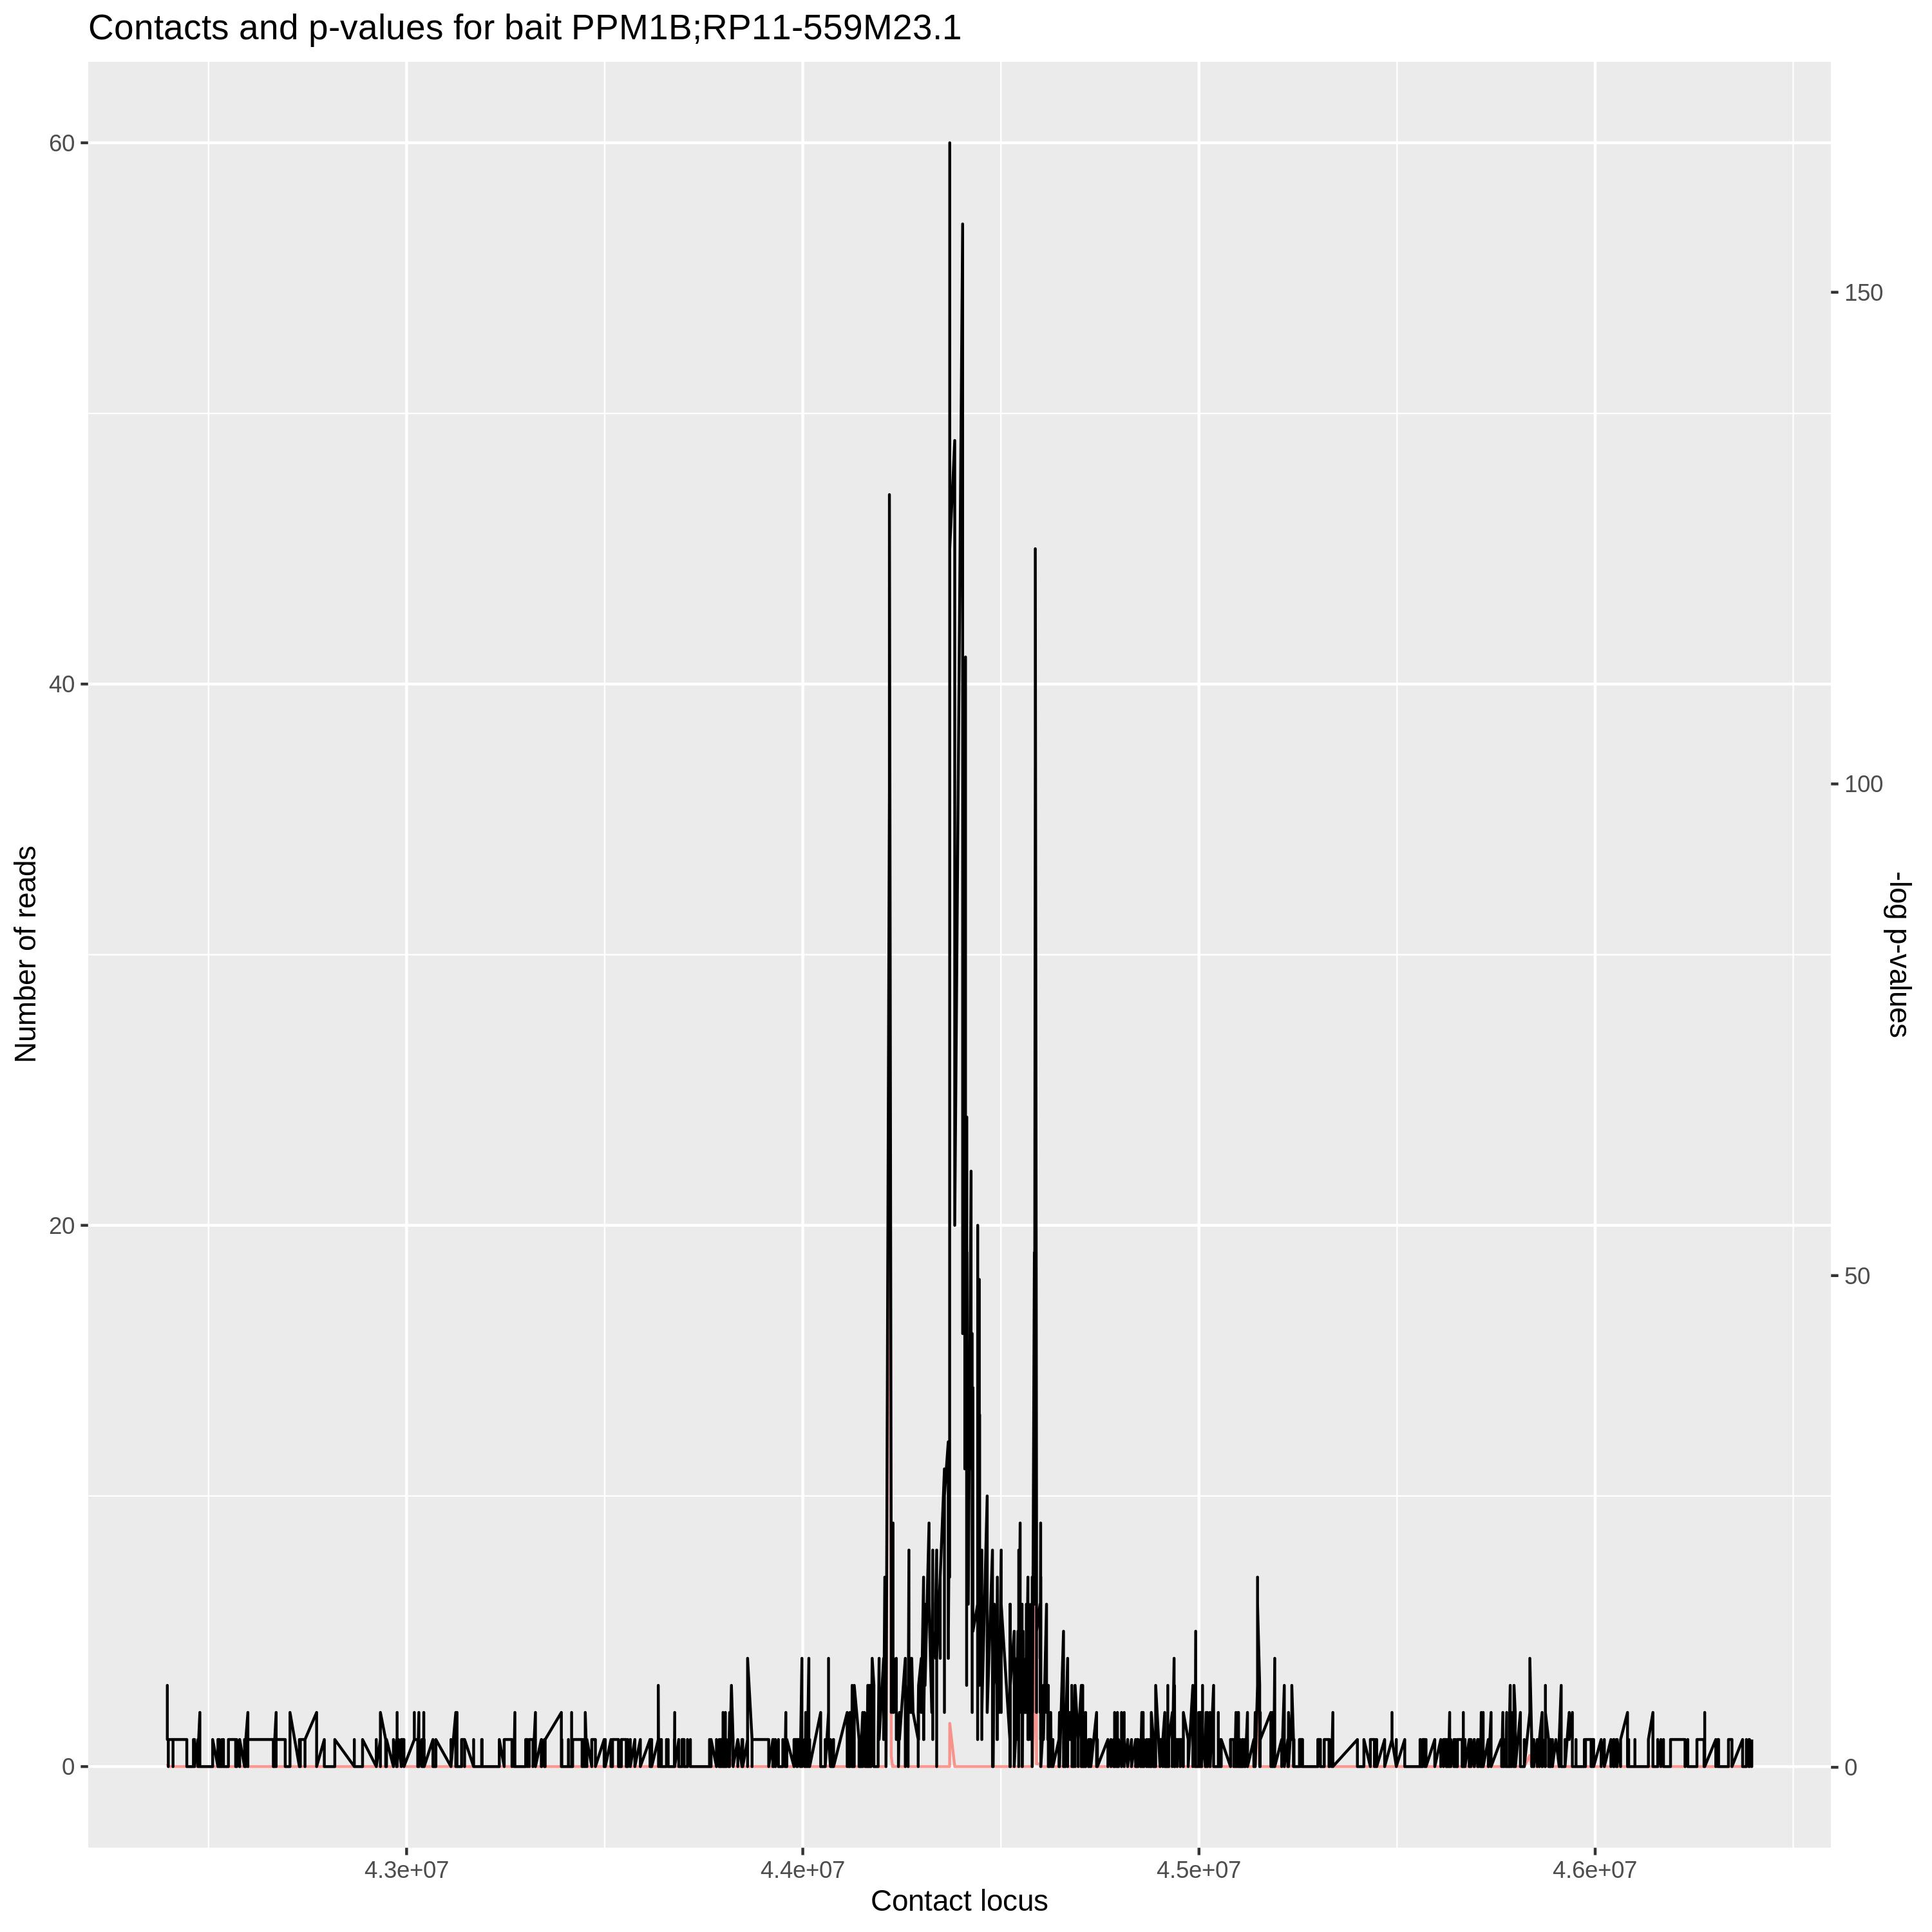 Contacts and p-values for bait PPM1B;RP11-559M23.1
60
40
20
0
Number of reads
150
100
50
0
-log p-values
4.3e+07
4.4e+07
4.5e+07
4.6e+07
Contact locus